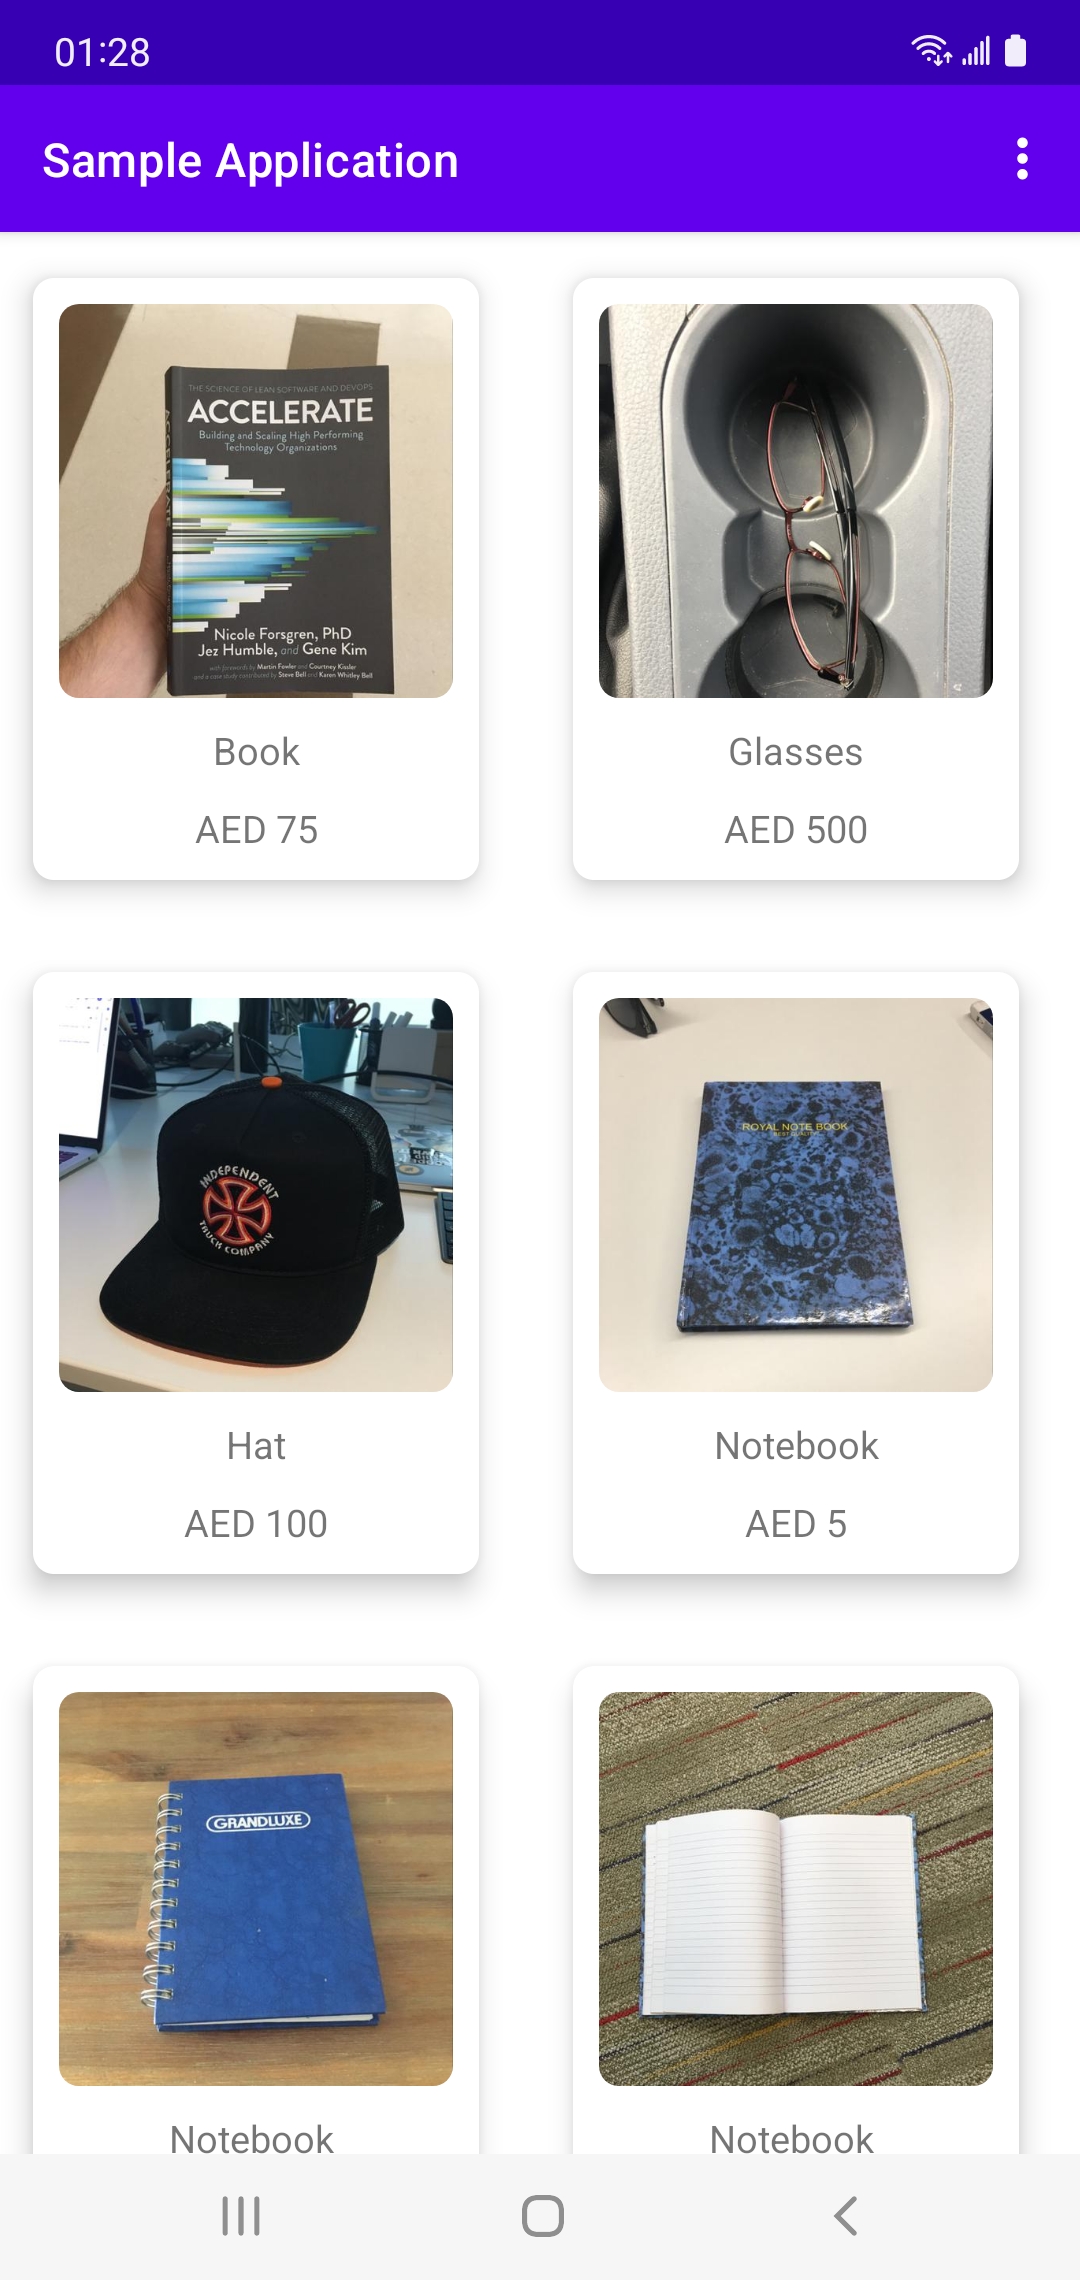 01:28
Sample Application
THE SCIENCE OF LEAN SOFTWARE AND DEVOPS
ACCELERATE
Building and Scaling High Performing
Technology Organizations
Nicole Forsgren, PhD
Jez Humble, and Gene Kim
with forewords by Martin Fowler and Courtney Kissler
and a case study contributed by Steve Bell and Karen Whitley Bell
Book
AED 75
Glasses
AED 500
INDEPENDENT
TRUCK COMPANY
Hat
AED 100
ROYAL NOTE BOOK
BEST QUALITY
Notebook
AED 5
GRANDLUXE
Notebook
Notebook